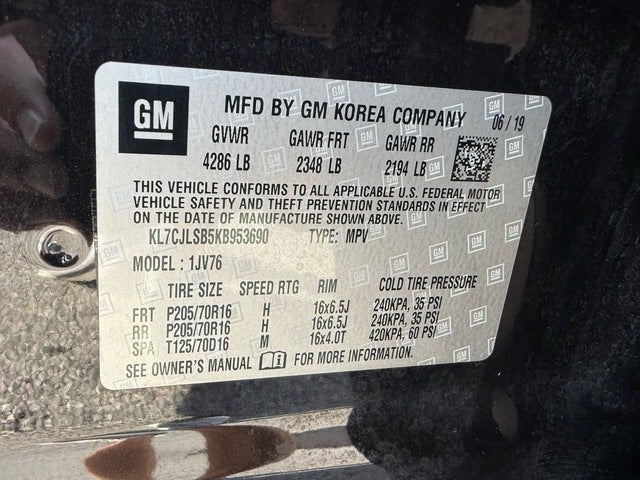 GM MFD BY GM KOREA COMPANY 06/19
GVWR GAWR FRT GAWR RR
4286 LB 2348 LB 2194 LB
THIS VEHICLE CONFORMS TO ALL APPLICABLE U.S. FEDERAL MOTOR
VEHICLE SAFETY AND THEFT PREVENTION STANDARDS IN EFFECT ON
THE DATE OF MANUFACTURE SHOWN ABOVE.
KL7CJLSB5KB953690 TYPE: MPV
MODEL : 1JV76
TIRE SIZE SPEED RTG RIM COLD TIRE PRESSURE
FRT P205/70R16 H 16x6.5J 240KPA, 35 PSI
RR P205/70R16 H 16x6.5J 240KPA, 35 PSI
SPA T125/70D16 M 16x4.0T 420KPA, 60 PSI
SEE OWNER'S MANUAL FOR MORE INFORMATION.